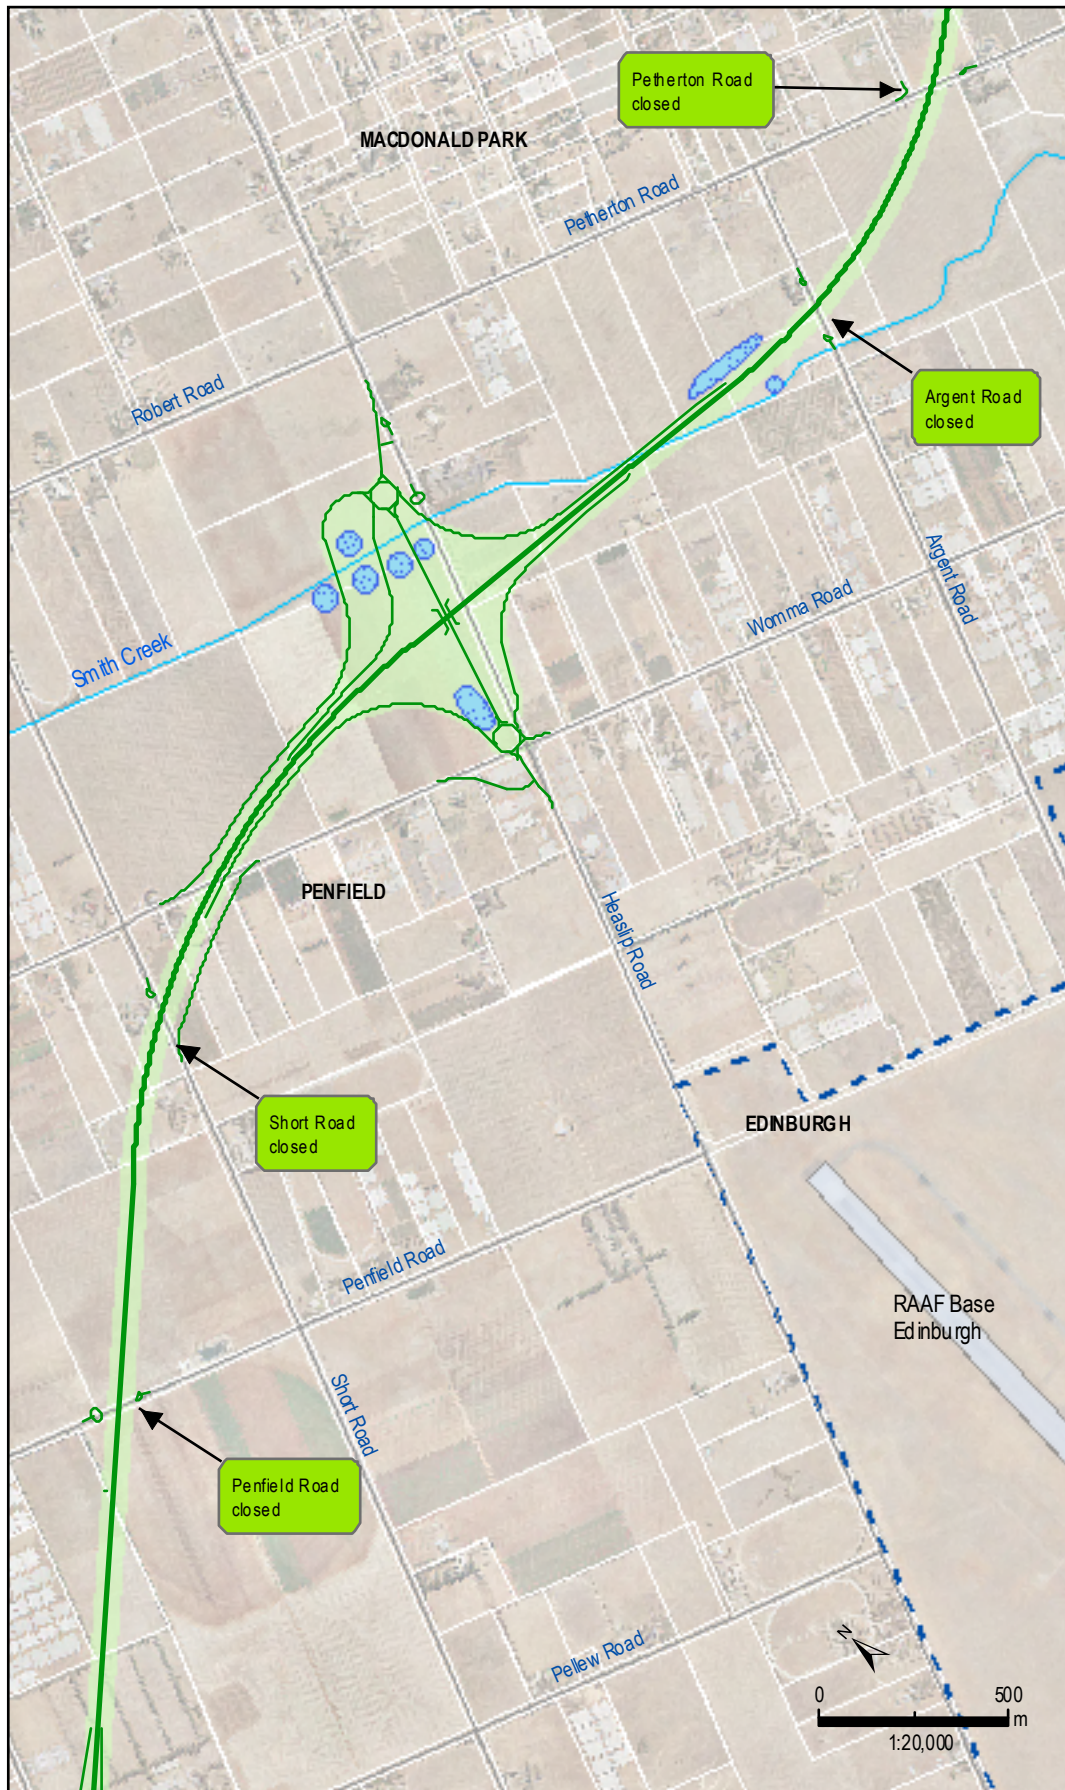 Petherton Road
closed
MACDONALD PARK
Petherton Road
Robert Road
Argent Road
closed
Argent Road
Womma Road
Smith Creek
PENFIELD
Heaslip Road
Short Road
closed
EDINBURGH
Penfield Road
RAAF Base
Edinburgh
Short Road
Penfield Road
closed
Pellew Road
N
0 500
m
1:20,000